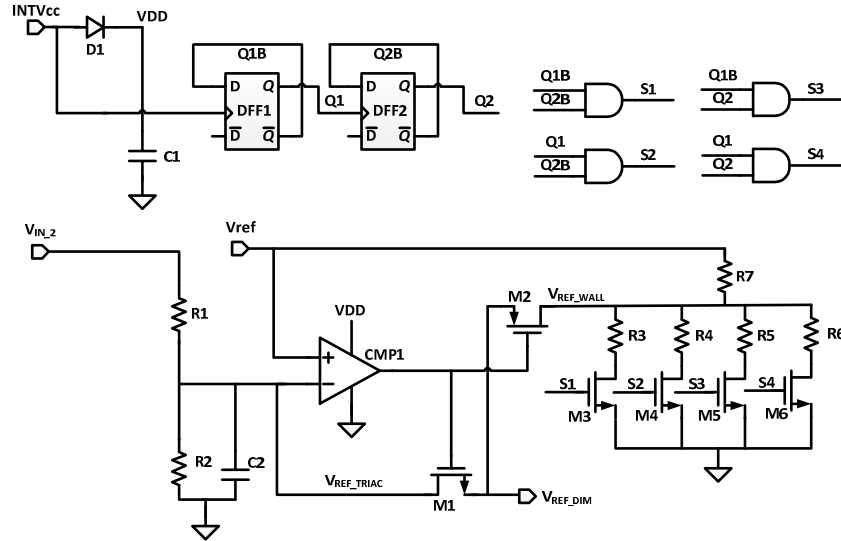 INTVcc
VDD
D1
C1
Q1B
D Q
DFF1
D̅ Q̅
Q1
Q2B
D Q
DFF2
D̅ Q̅
Q2
Q1B
Q2B
S1
Q1B
Q2
S3
Q1
Q2B
S2
Q1
Q2
S4
VIN_2
Vref
R1
R2
C2
VDD
+
−
CMP1
M2
VREF_WALL
R7
R3
R4
R5
R6
S1
S2
S3
S4
M3
M4
M5
M6
VREF_TRIAC
M1
VREF_DIM